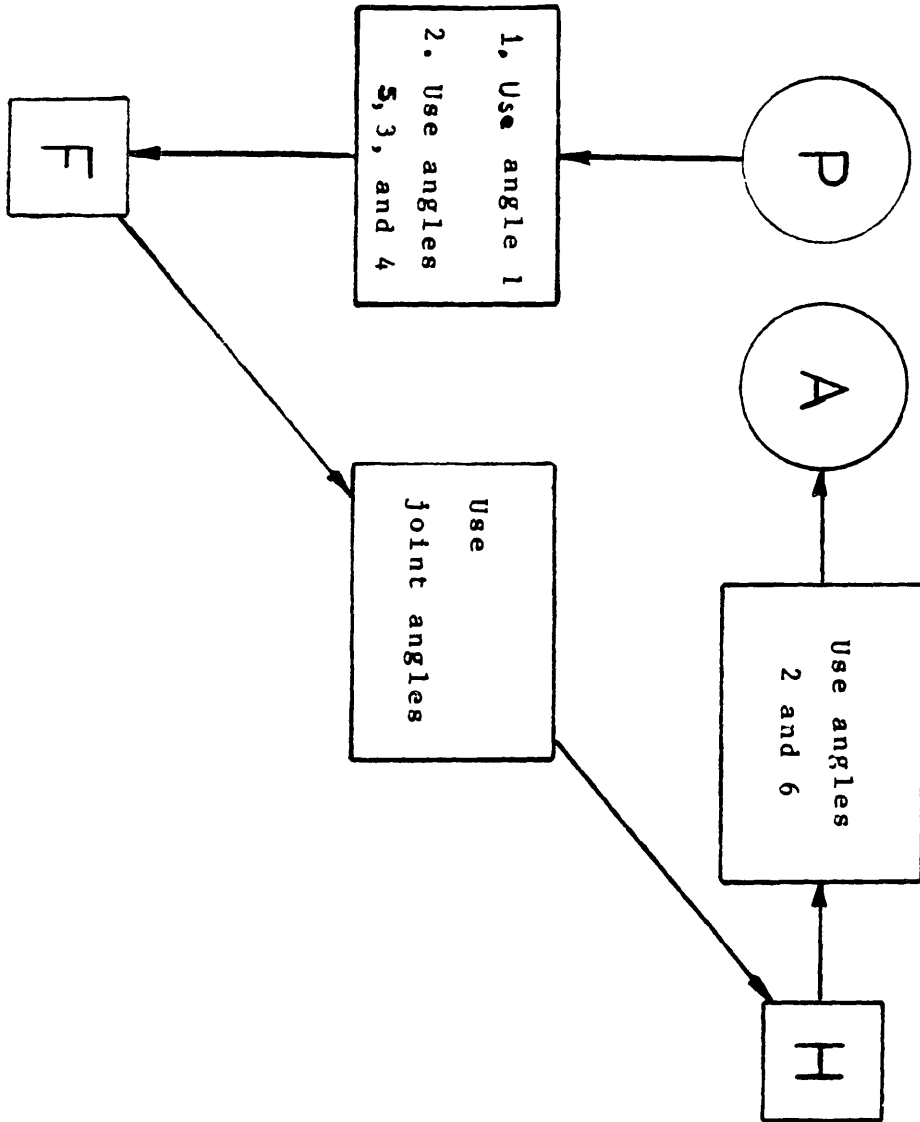 P
A
Use angles
2 and 6
H
1. Use angle 1
2. Use angles
5, 3, and 4
Use
joint angles
F